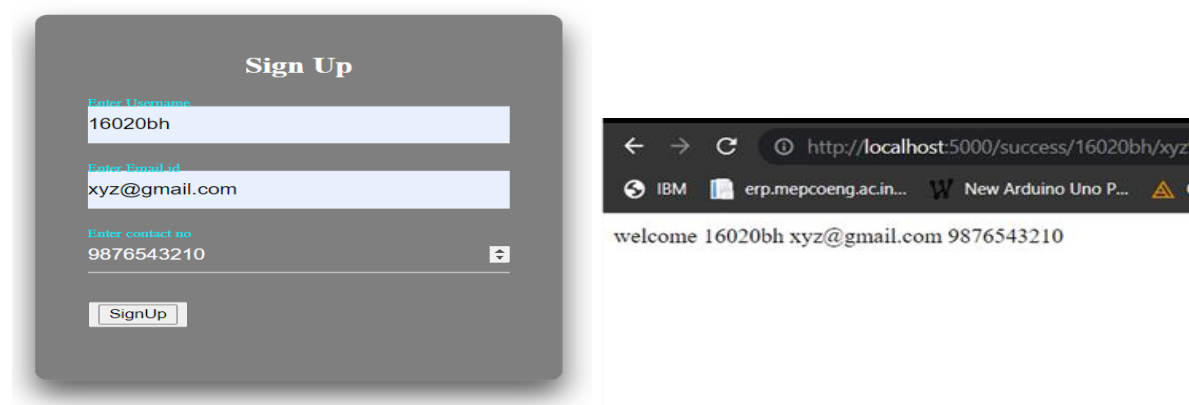 Sign Up
Enter Username
16020bh
Enter Email id
xyz@gmail.com
Enter contact no
9876543210
SignUp
http://localhost:5000/success/16020bh/xyz
IBM erp.mepcoeng.ac.in... New Arduino Uno P...
welcome 16020bh xyz@gmail.com 9876543210